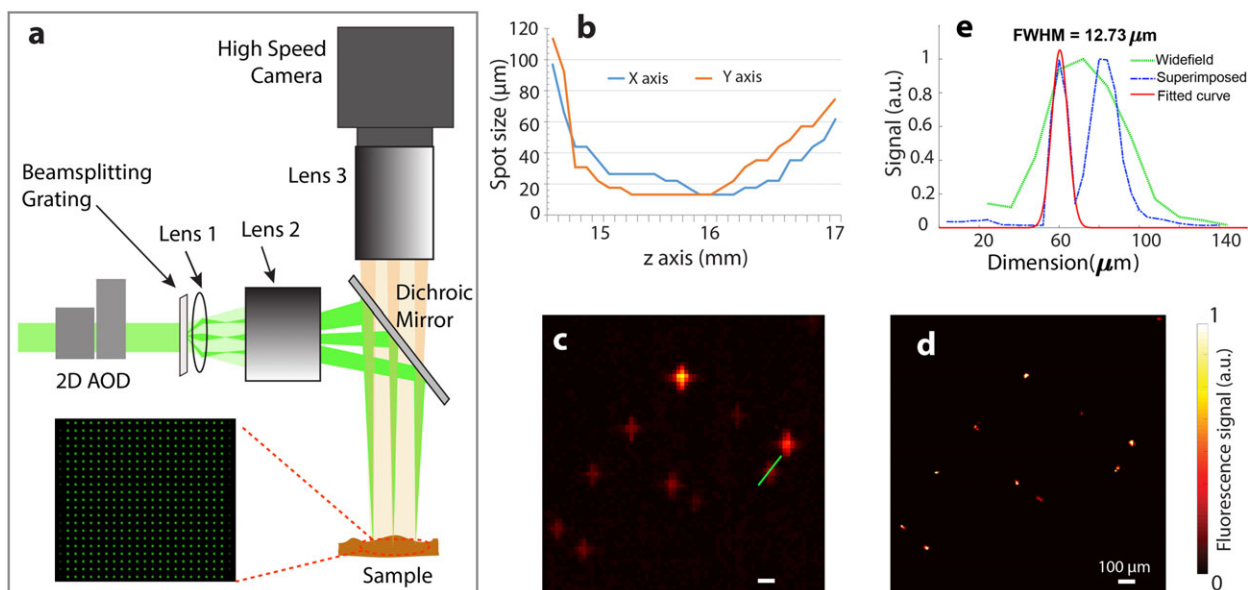 a
High Speed
Camera
Lens 3
Beamsplitting
Grating
Lens 1
Lens 2
Dichroic
Mirror
2D AOD
Sample
b
X axis
Y axis
Spot size (µm)
120
100
80
60
40
20
0
15
16
17
z axis (mm)
e
FWHM = 12.73 µm
Widefield
Superimposed
Fitted curve
Signal (a.u.)
1
0.8
0.6
0.4
0.2
0
20
60
100
140
Dimension(µm)
c
d
100 µm
1
Fluorescence signal (a.u.)
0